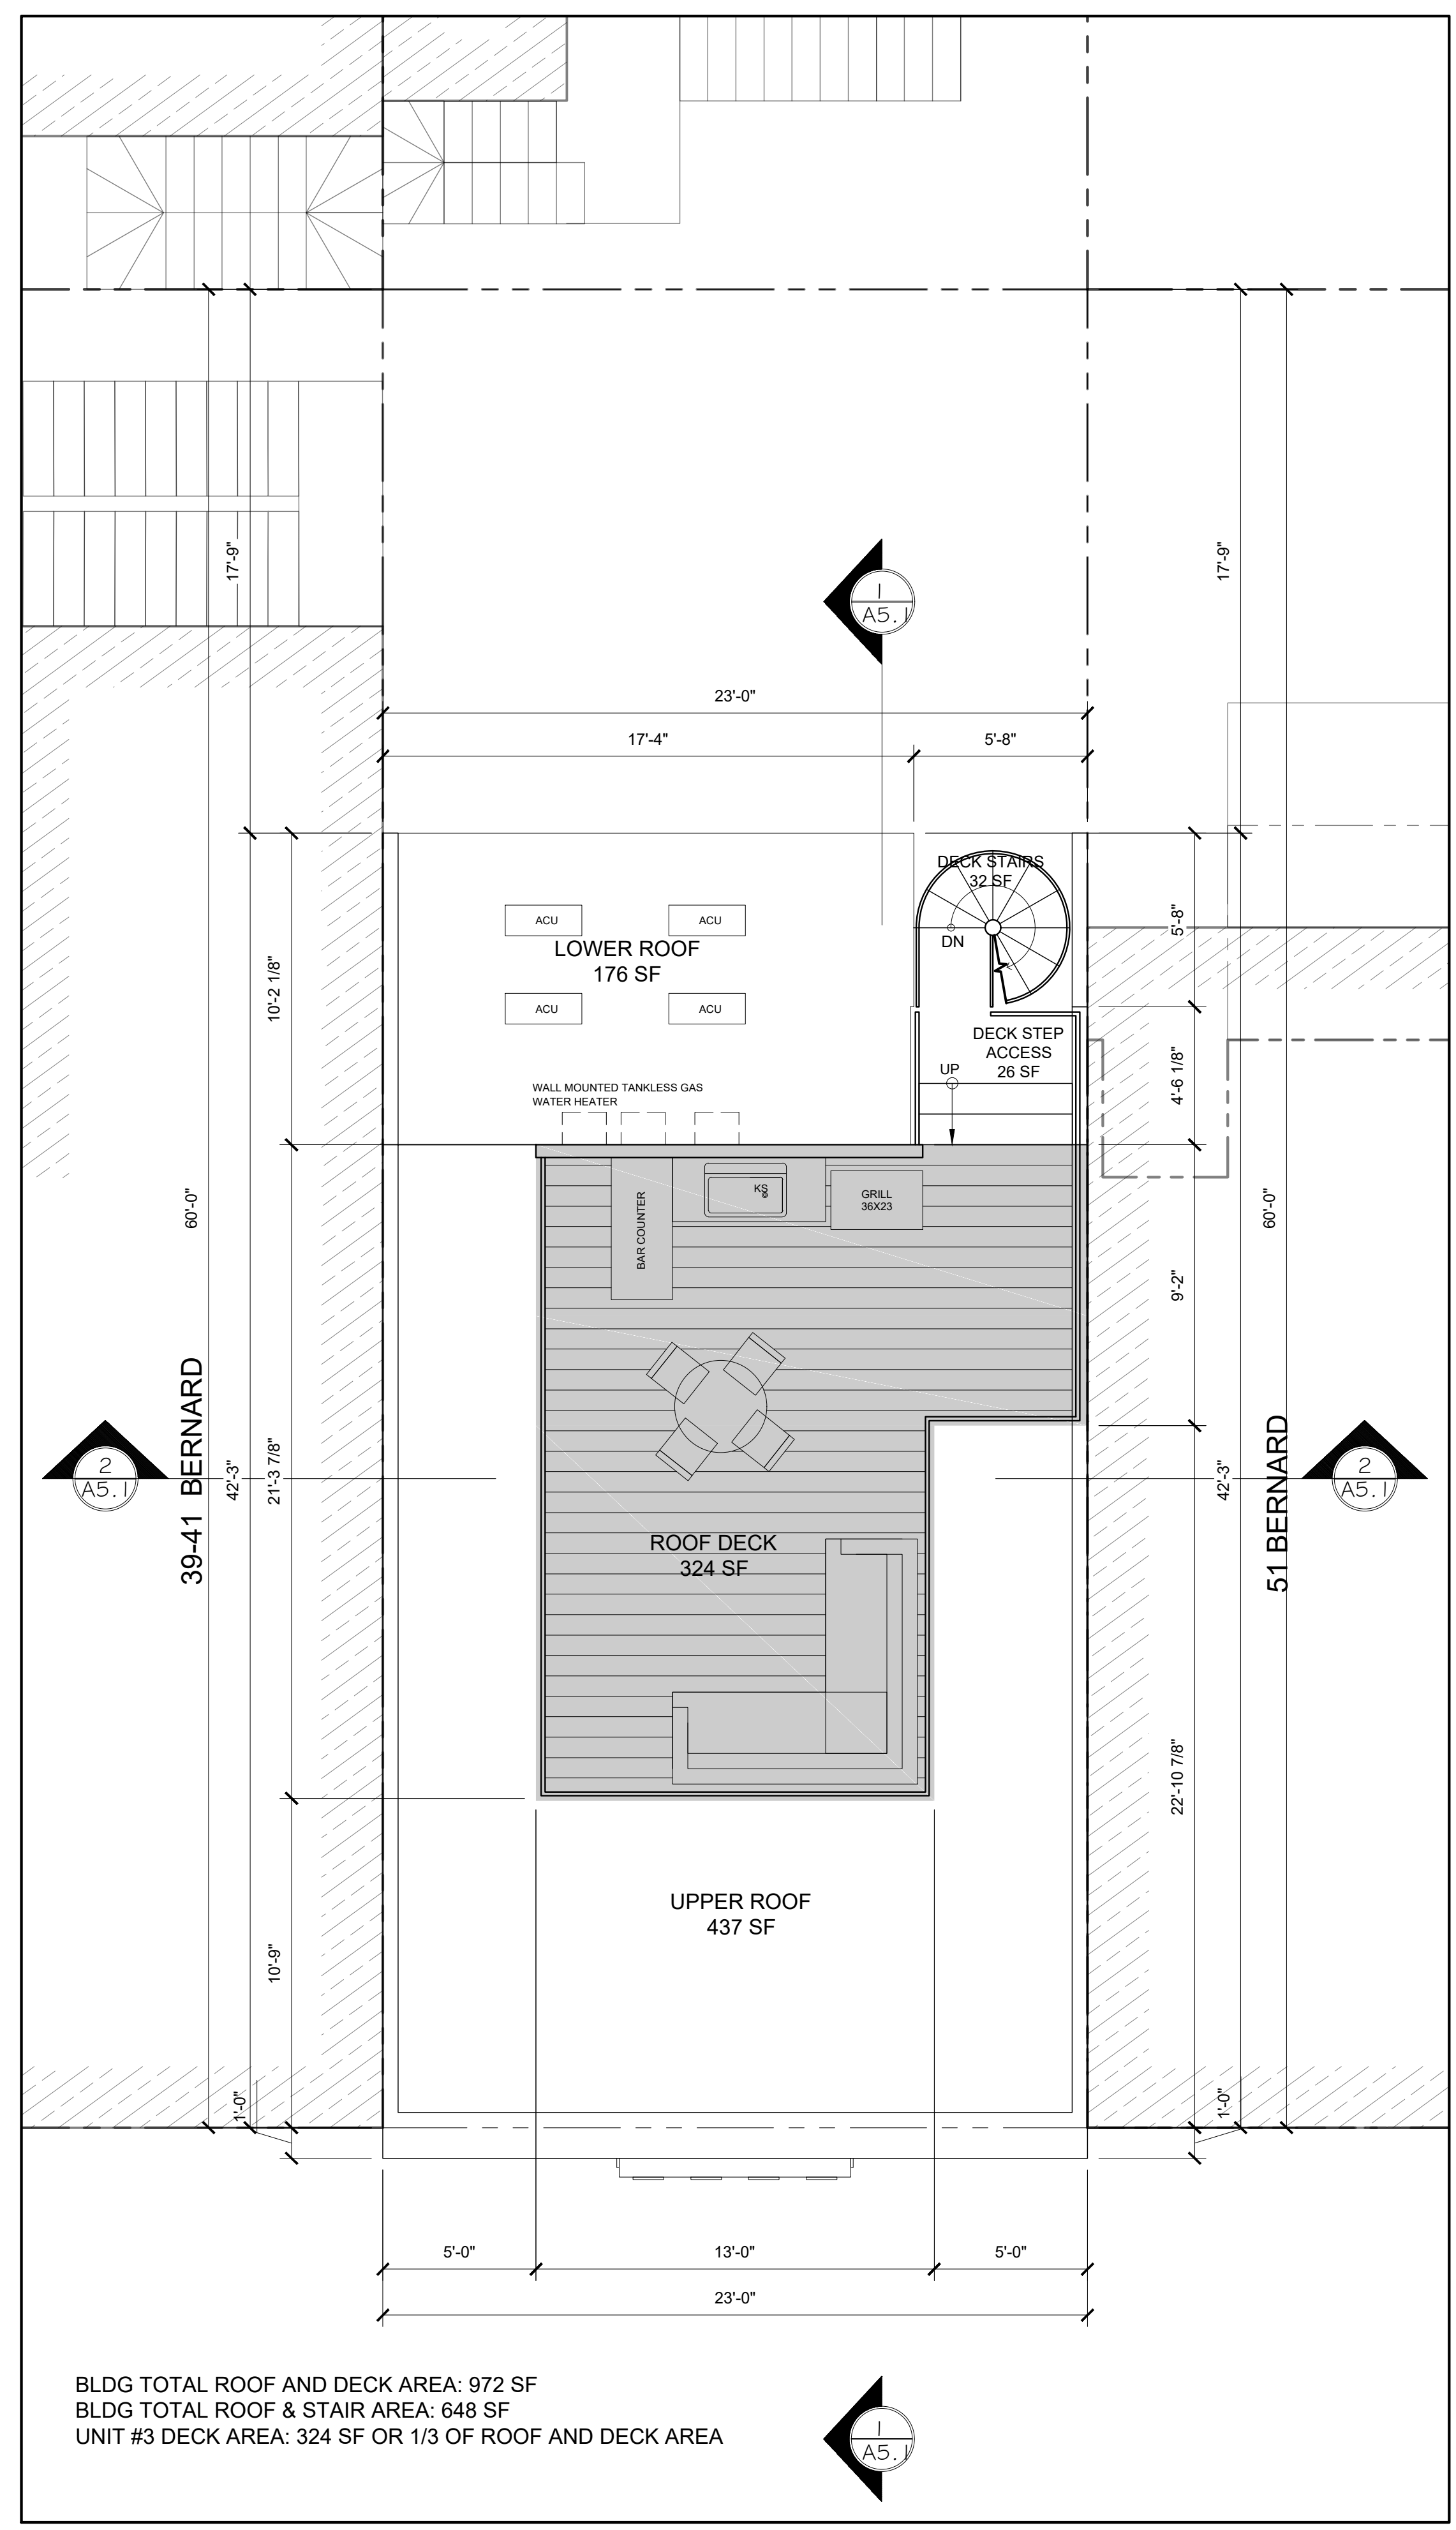 1
A5.1
17'-9"
17'-9"
23'-0"
17'-4"
5'-8"
DECK STAIRS
32 SF
DN
ACU
ACU
LOWER ROOF
176 SF
ACU
ACU
10'-2 1/8"
5'-8"
DECK STEP
ACCESS
26 SF
UP
4'-6 1/8"
WALL MOUNTED TANKLESS GAS
WATER HEATER
KS
GRILL
36X23
BAR COUNTER
60'-0"
60'-0"
9'-2"
39-41 BERNARD
42'-3"
21'-3 7/8"
2
A5.1
42'-3"
51 BERNARD
2
A5.1
ROOF DECK
324 SF
22'-10 7/8"
UPPER ROOF
437 SF
10'-9"
1'-0"
1'-0"
5'-0"
13'-0"
5'-0"
23'-0"
BLDG TOTAL ROOF AND DECK AREA: 972 SF
BLDG TOTAL ROOF & STAIR AREA: 648 SF
UNIT #3 DECK AREA: 324 SF OR 1/3 OF ROOF AND DECK AREA
1
A5.1